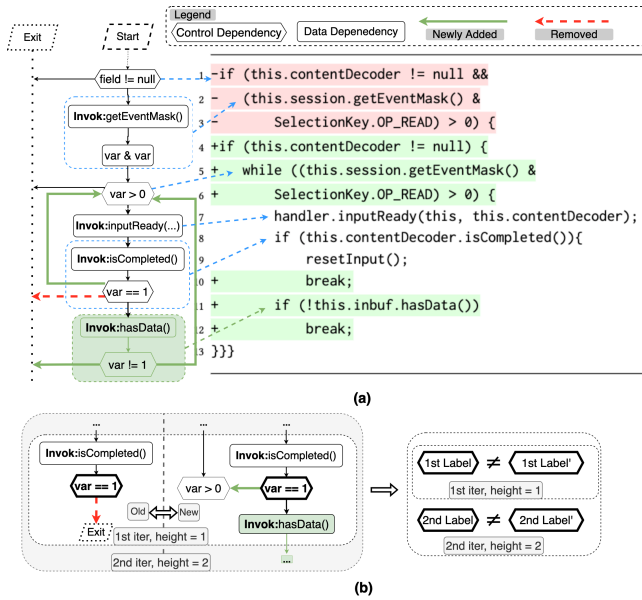 Legend
Control Dependency
Data Depenedency
Newly Added
Removed
Exit
Start
field != null
Invok:getEventMask()
var & var
var > 0
Invok:inputReady(...)
Invok:isCompleted()
var == 1
Invok:hasData()
var != 1
1 -if (this.contentDecoder != null &&
2 - (this.session.getEventMask() &
3 - SelectionKey.OP_READ) > 0) {
4 +if (this.contentDecoder != null) {
5 + while ((this.session.getEventMask() &
6 + SelectionKey.OP_READ) > 0) {
7 handler.inputReady(this, this.contentDecoder);
8 if (this.contentDecoder.isCompleted()){
9 resetInput();
10 + break;
11 + if (!this.inbuf.hasData())
12 + break;
13 }}}
(a)
... ... ...
Invok:isCompleted()
Invok:isCompleted()
var == 1
var > 0
var == 1
Old
New
Exit
Invok:hasData()
1st iter, height = 1
2nd iter, height = 2
...
1st Label ≠ 1st Label'
1st iter, height = 1
2nd Label ≠ 2nd Label'
2nd iter, height = 2
(b)